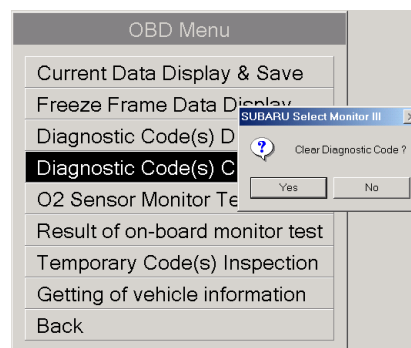 OBD Menu
Current Data Display & Save
Freeze Frame Data Display
Diagnostic Code(s) D
Diagnostic Code(s) C
O2 Sensor Monitor Te
Result of on-board monitor test
Temporary Code(s) Inspection
Getting of vehicle information
Back
SUBARU Select Monitor III
Clear Diagnostic Code ?
Yes
No